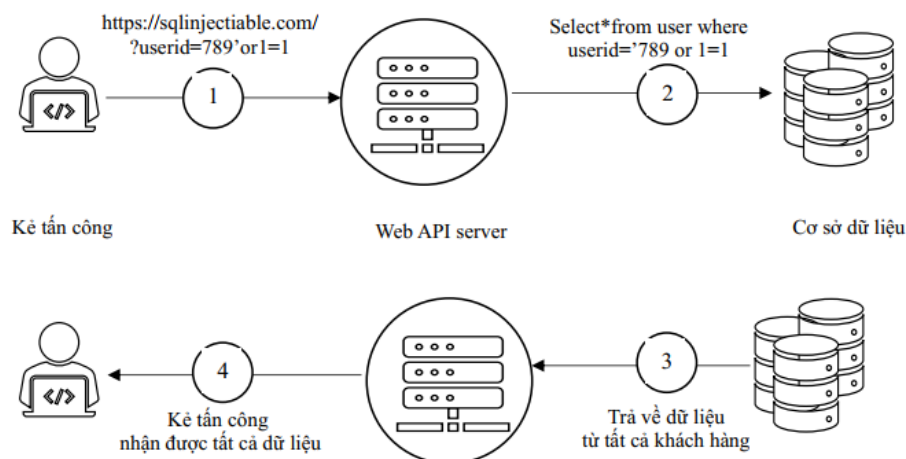 https://sqlinjectiable.com/
?userid=789’or1=1
1
Select*from user where
userid=’789 or 1=1
2
</>
Kẻ tấn công
Web API server
Cơ sở dữ liệu
</>
4
Kẻ tấn công
nhận được tất cả dữ liệu
3
Trả về dữ liệu
từ tất cả khách hàng